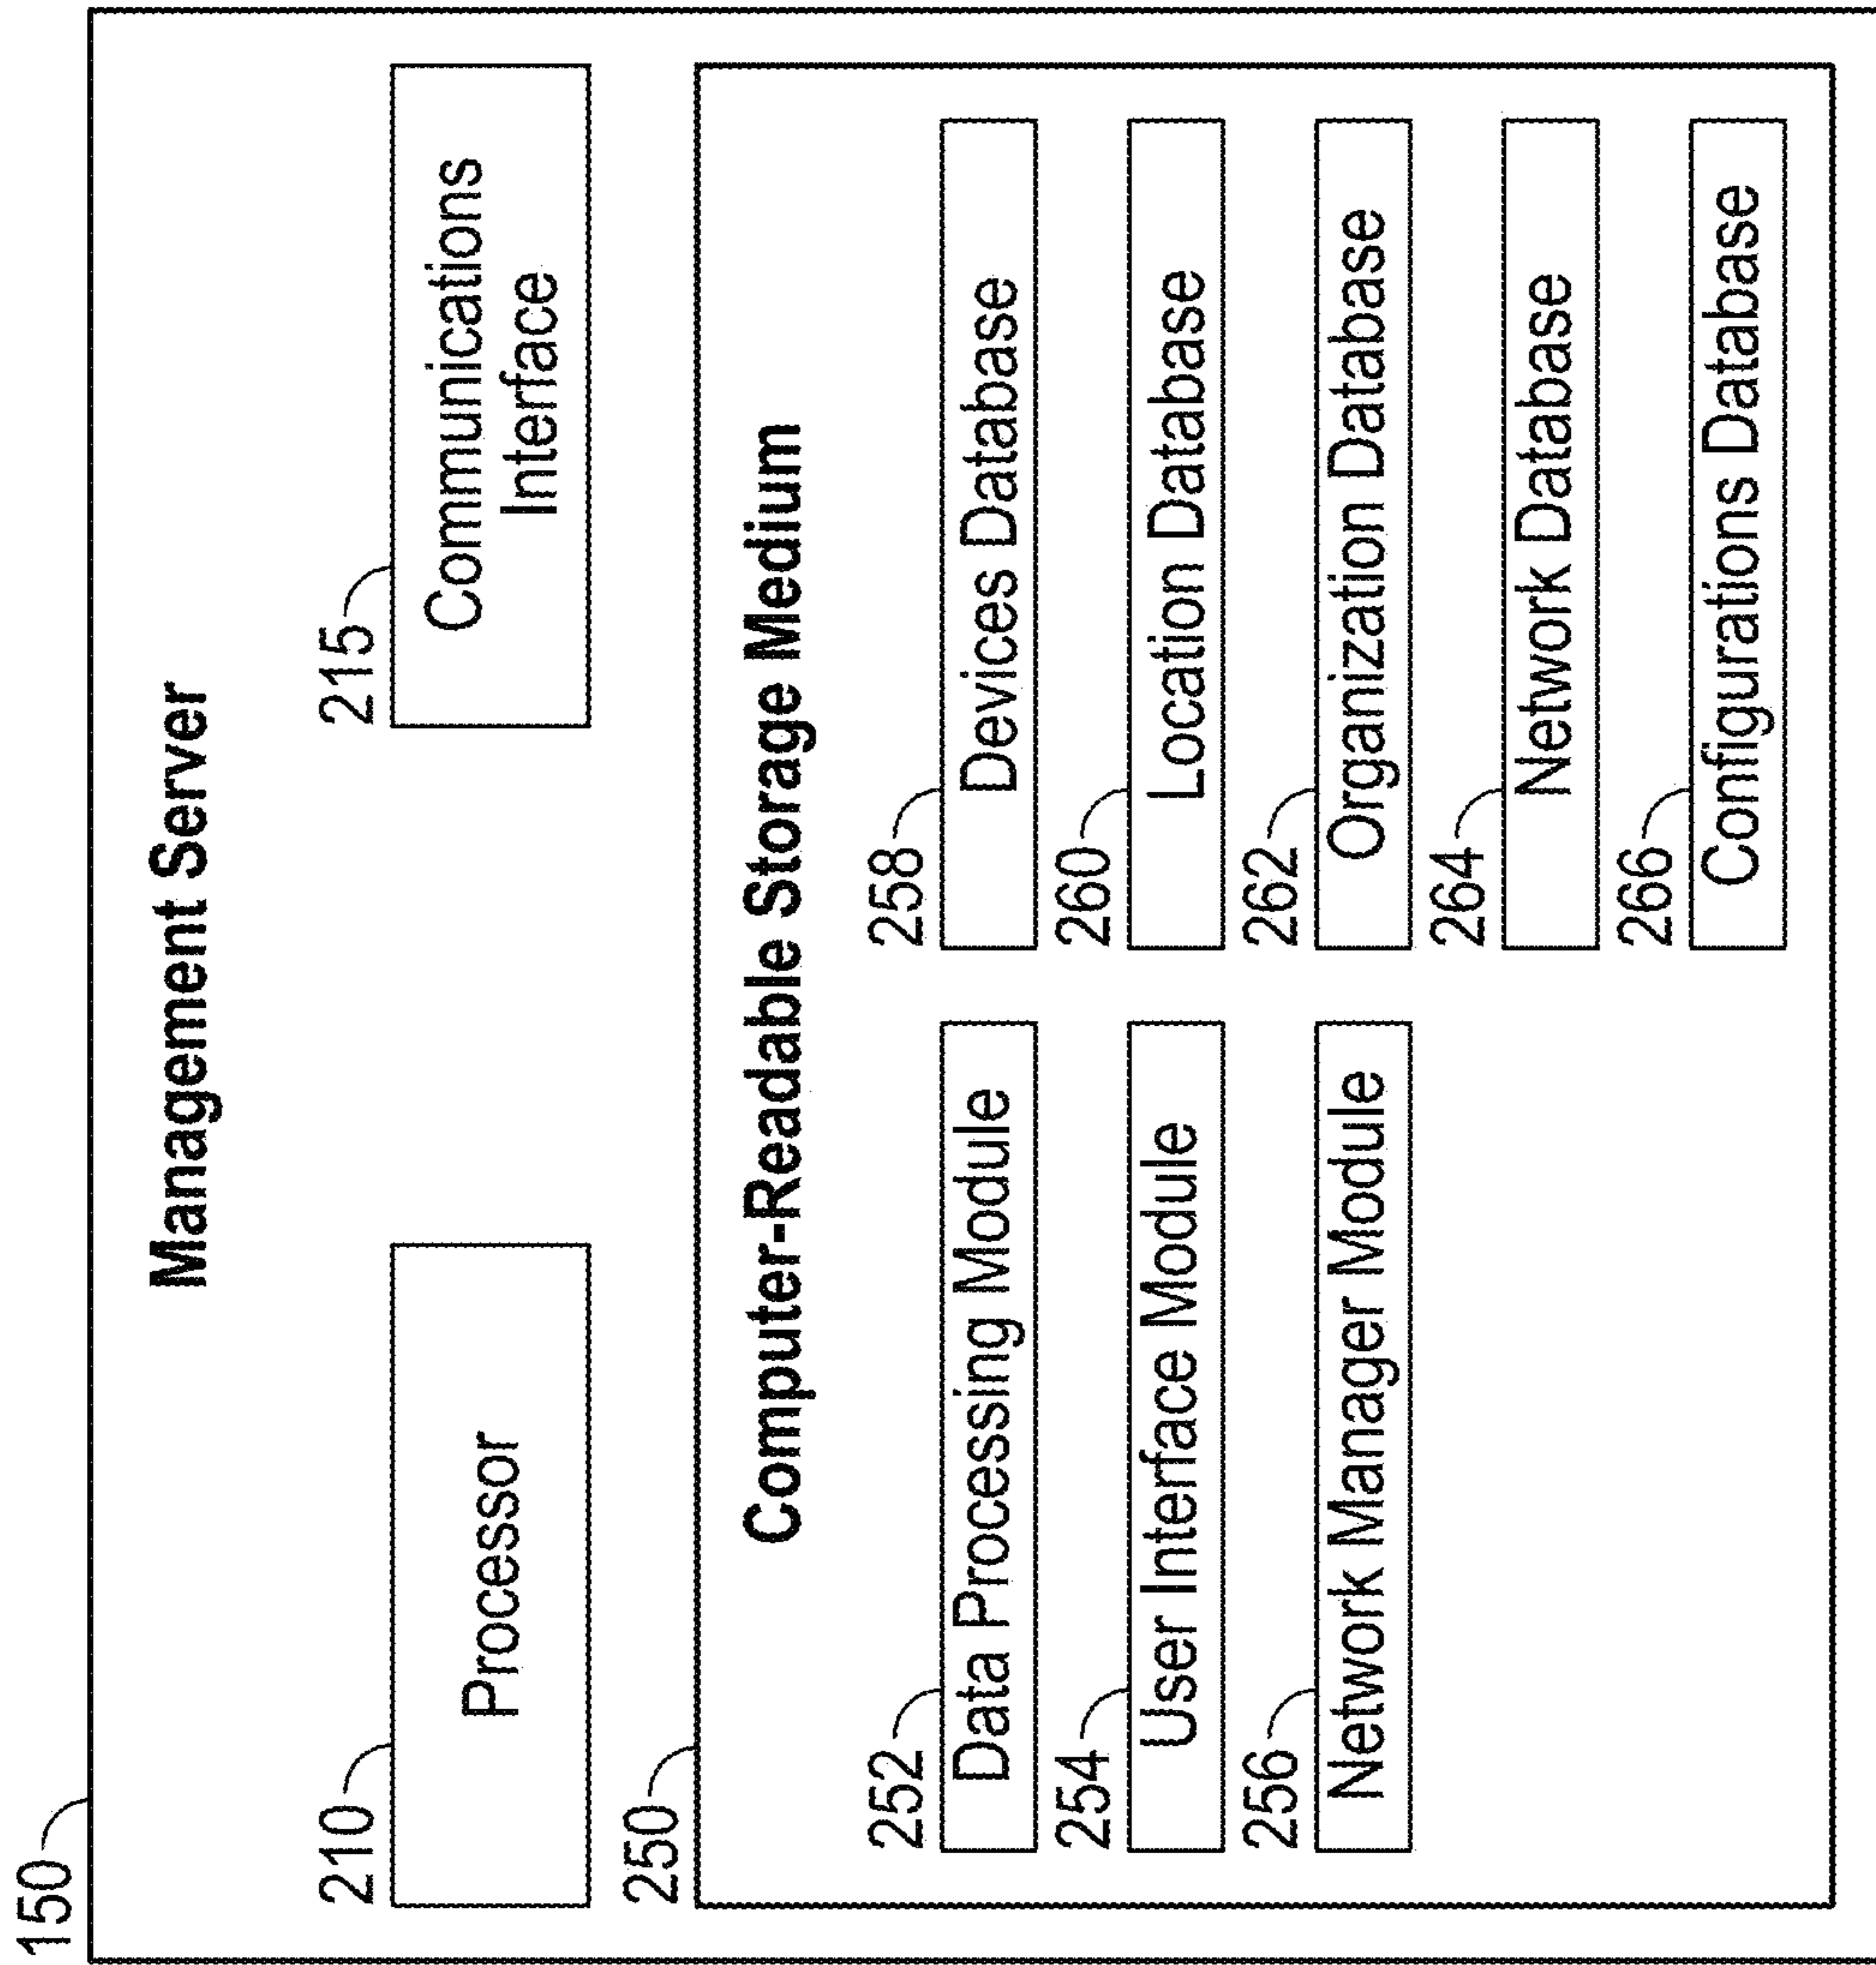 150
Management Server
210
Processor
215
Communications
Interface
250
Computer-Readable Storage Medium
252
Data Processing Module
254
User Interface Module
256
Network Manager Module
258
Devices Database
260
Location Database
262
Organization Database
264
Network Database
266
Configurations Database